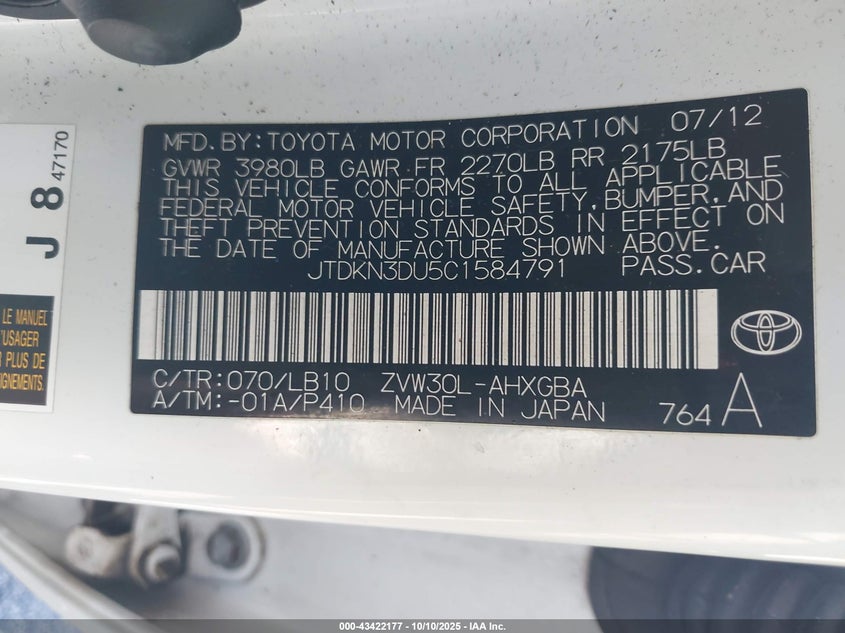 MFD. BY: TOYOTA MOTOR CORPORATION 07/12
GVWR 3980LB GAWR FR 2270LB RR 2175LB
THIS VEHICLE CONFORMS TO ALL APPLICABLE
FEDERAL MOTOR VEHICLE SAFETY, BUMPER, AND
THEFT PREVENTION STANDARDS IN EFFECT ON
THE DATE OF MANUFACTURE SHOWN ABOVE.
JTDKN3DU5C1584791 PASS. CAR
C/TR: 070/LB10 ZVW30L-AHXGBA
A/TM: -01A/P410 MADE IN JAPAN 764 A
J 8 47170
LE MANUEL
'USAGER
PLUS DE
000-43422177 - 10/10/2025 - IAA Inc.